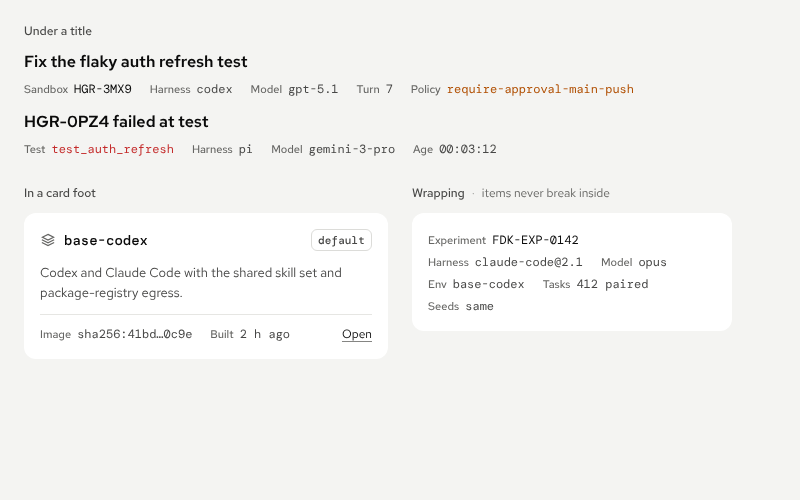 Under a title
Fix the flaky auth refresh test
Sandbox HGR-3MX9 Harness codex Model gpt-5.1 Turn 7 Policy require-approval-main-push
HGR-0PZ4 failed at test
Test test_auth_refresh Harness pi Model gemini-3-pro Age 00:03:12
In a card foot
base-codex default
Codex and Claude Code with the shared skill set and
package-registry egress.
Image sha256:41bd…0c9e Built 2 h ago Open
Wrapping · items never break inside
Experiment FDK-EXP-0142
Harness claude-code@2.1 Model opus
Env base-codex Tasks 412 paired
Seeds same